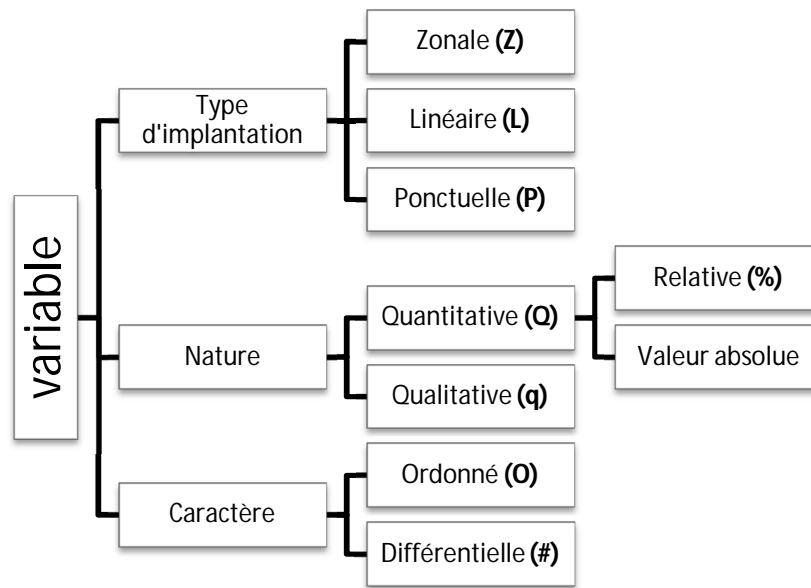 variable
Type
d'implantation
Zonale (Z)
Linéaire (L)
Ponctuelle (P)
Nature
Quantitative (Q)
Relative (%)
Valeur absolue
Qualitative (q)
Caractère
Ordonné (O)
Différentielle (#)